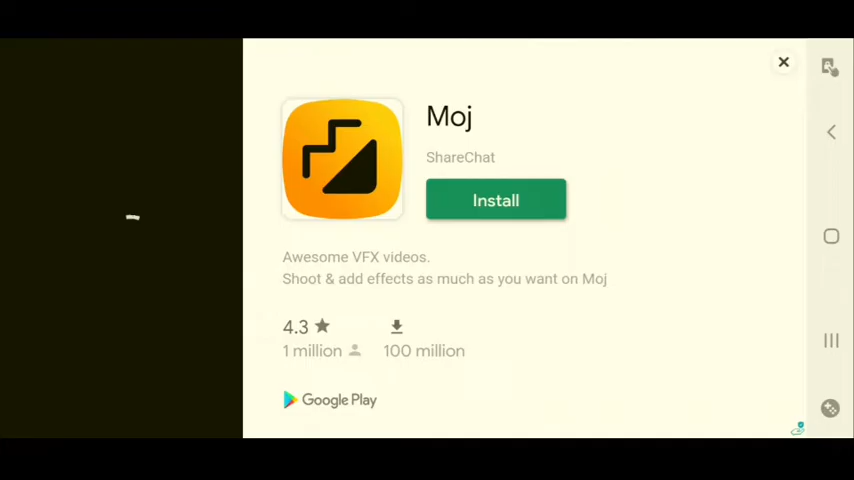 Moj
ShareChat
Install
Awesome VFX videos.
Shoot & add effects as much as you want on Moj
4.3
1 million
100 million
Google Play